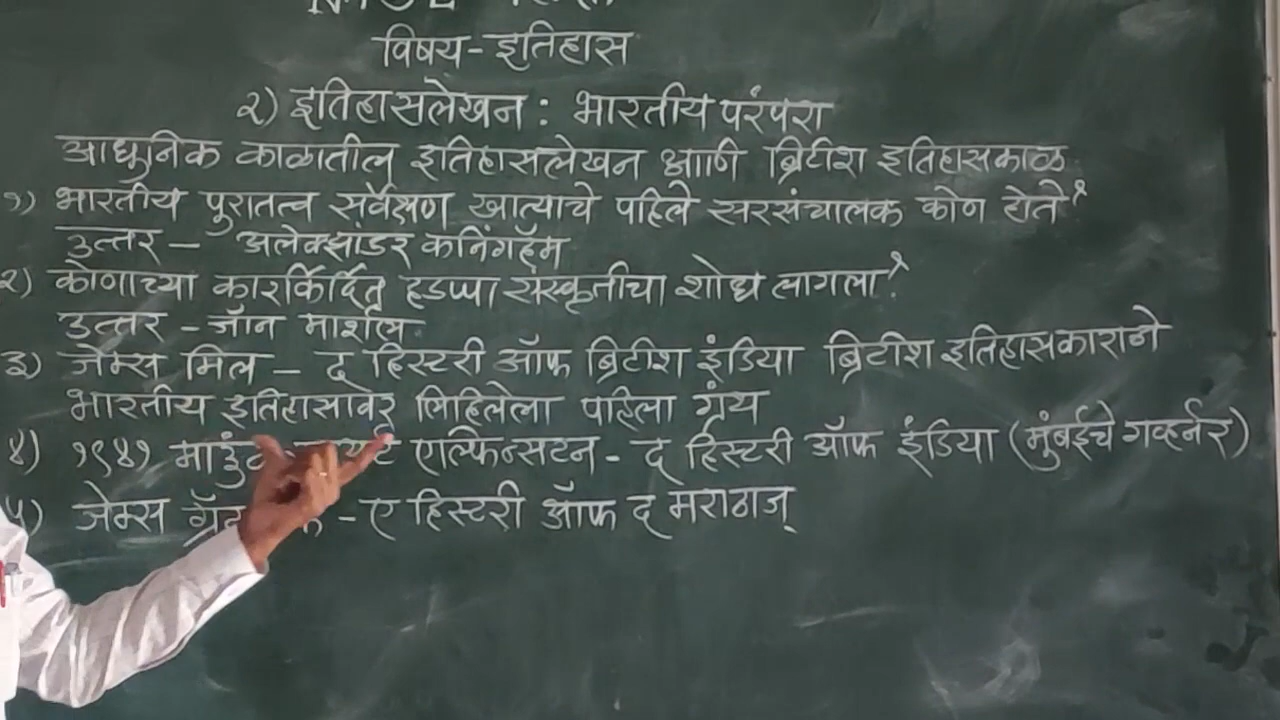 विषय - इतिहास
२) इतिहासलेखन : भारतीय परंपरा
आधुनिक काळातील इतिहासलेखन आणि ब्रिटीश इतिहासकाळ
१) भारतीय पुरातत्व सर्वेक्षण खात्याचे पहिले सरसंचालक कोण होते?
उत्तर – अलेक्झांडर कनिंगहॅम
२) कोणाच्या कारकिर्दित हडप्पा संस्कृतीचा शोध लागला?
उत्तर – जॉन मार्शल
३) जेम्स मिल – द हिस्टरी ऑफ ब्रिटीश इंडिया ब्रिटीश इतिहासकाराने
भारतीय इतिहासावर लिहिलेला पहिला ग्रंथ
४) १९४१ माउंट एल्फिन्सटन - द हिस्टरी ऑफ इंडिया (मुंबईचे गव्हर्नर)
५) जेम्स - ए हिस्टरी ऑफ द मराठाज्